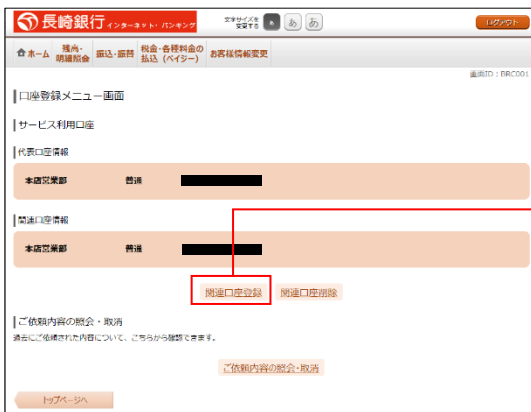 長崎銀行 インターネット・バンキング
文字サイズを変更する あ あ
ログアウト
ホーム 残高・明細照会 振込・振替 税金・各種料金の払込（ペイジー） お客様情報変更
画面ID：BRC001
口座登録メニュー画面
サービス利用口座
代表口座情報
本店営業部 普通
関連口座情報
本店営業部 普通
関連口座登録 関連口座削除
ご依頼内容の照会・取消
過去にご依頼された内容について、こちらから確認できます。
ご依頼内容の照会・取消
トップページへ